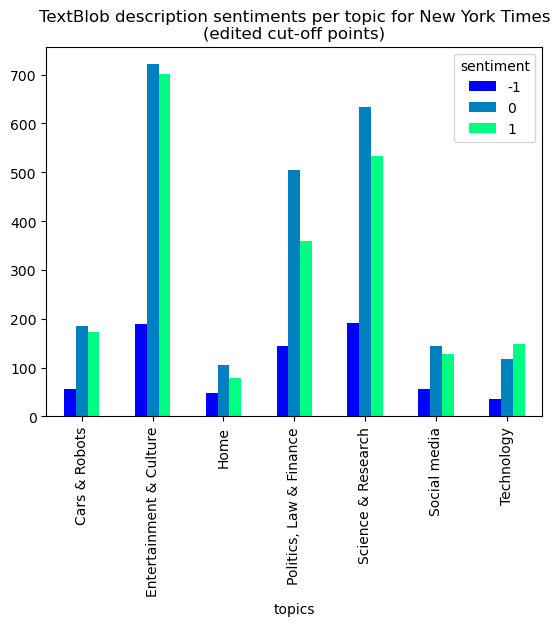 TextBlob description sentiments per topic for New York Times
(edited cut-off points)
sentiment
-1
0
1
700
600
500
400
300
200
100
0
Cars & Robots
Entertainment & Culture
Home
Politics, Law & Finance
Science & Research
Social media
Technology
topics